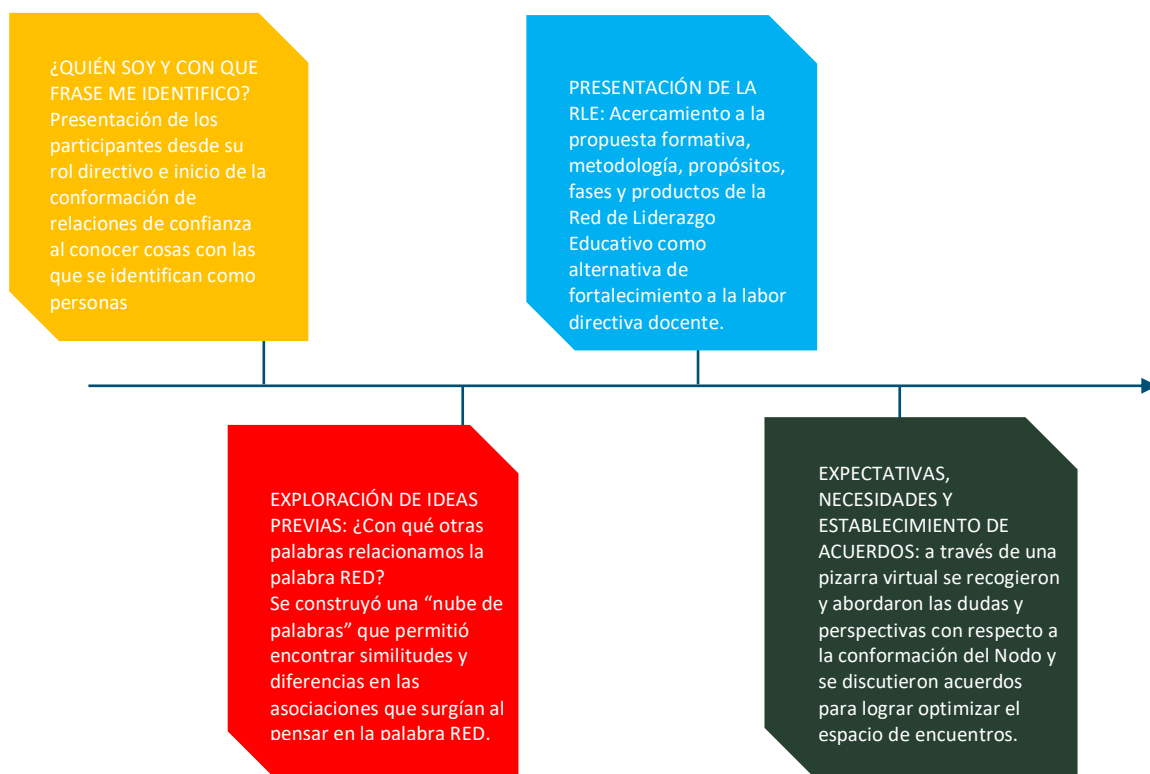 ¿QUIÉN SOY Y CON QUE
FRASE ME IDENTIFICO?
Presentación de los
participantes desde su
rol directivo e inicio de la
conformación de
relaciones de confianza
al conocer cosas con las
que se identifican como
personas
EXPLORACIÓN DE IDEAS
PREVIAS: ¿Con qué otras
palabras relacionamos la
palabra RED?
Se construyó una “nube de
palabras” que permitió
encontrar similitudes y
diferencias en las
asociaciones que surgían al
pensar en la palabra RED.
PRESENTACIÓN DE LA
RLE: Acercamiento a la
propuesta formativa,
metodología, propósitos,
fases y productos de la
Red de Liderazgo
Educativo como
alternativa de
fortalecimiento a la labor
directiva docente.
EXPECTATIVAS,
NECESIDADES Y
ESTABLECIMIENTO DE
ACUERDOS: a través de una
pizarra virtual se recogieron
y abordaron las dudas y
perspectivas con respecto a
la conformación del Nodo y
se discutieron acuerdos
para lograr optimizar el
espacio de encuentros.